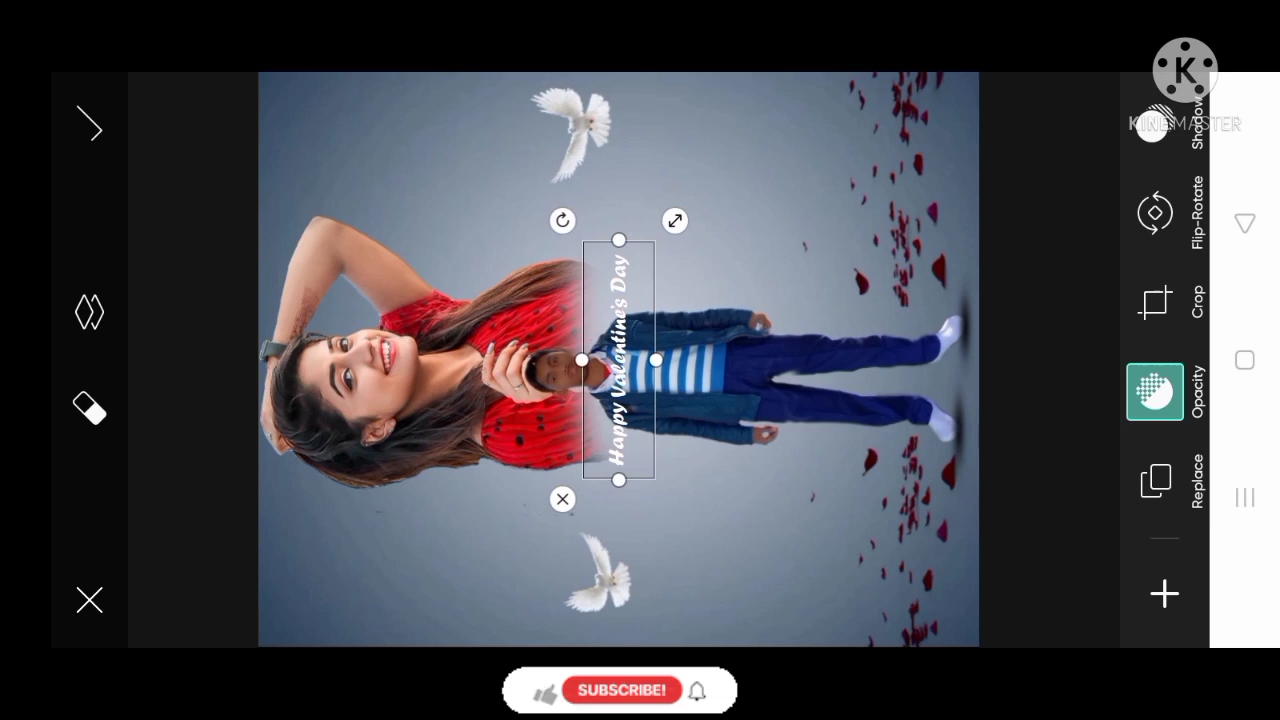 K
KINEMASTER
Shadow
Flip-Rotate
Crop
Opacity
Replace
Happy Valentine's Day
SUBSCRIBE!